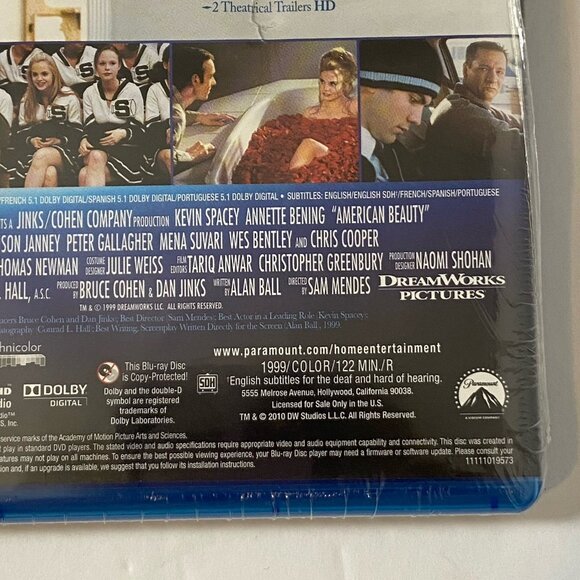 –2 Theatrical Trailers HD
S S
/FRENCH 5.1 DOLBY DIGITAL/SPANISH 5.1 DOLBY DIGITAL/PORTUGUESE 5.1 DOLBY DIGITAL • SUBTITLES: ENGLISH/ENGLISH SDH†/FRENCH/SPANISH/PORTUGUESE
TS A JINKS/COHEN COMPANY PRODUCTION KEVIN SPACEY ANNETTE BENING "AMERICAN BEAUTY"
SON JANNEY PETER GALLAGHER MENA SUVARI WES BENTLEY AND CHRIS COOPER
THOMAS NEWMAN COSTUME DESIGNER JULIE WEISS FILM EDITORS TARIQ ANWAR CHRISTOPHER GREENBURY PRODUCTION DESIGNER NAOMI SHOHAN
. HALL, A.S.C. PRODUCED BY BRUCE COHEN & DAN JINKS WRITTEN BY ALAN BALL DIRECTED BY SAM MENDES DREAMWORKS PICTURES
TM & © 1999 DREAMWORKS LLC. ALL RIGHTS RESERVED.
ucers Bruce Cohen and Dan Jinks; Best Director (Sam Mendes); Best Actor in a Leading Role (Kevin Spacey);
atography (Conrad L. Hall); Best Writing, Screenplay Written Directly for the Screen (Alan Ball), 1999.
chnicolor
www.paramount.com/homeentertainment
1999/COLOR/122 MIN./R
†English subtitles for the deaf and hard of hearing.
5555 Melrose Avenue, Hollywood, California 90038.
Licensed for Sale Only in the U.S.
TM & © 2010 DW Studios L.L.C. All Rights Reserved.
HD
DOLBY DIGITAL
This Blu-ray Disc is Copy-Protected!
Dolby and the double-D symbol are registered trademarks of Dolby Laboratories.
SDH
Paramount
A VIACOM COMPANY
service marks of the Academy of Motion Picture Arts and Sciences.
t play in standard DVD players. The stated video and audio specifications require appropriate video and audio equipment capability and connectivity. This disc was created in
eatures may not play on all machines. To ensure the best possible viewing experience, your Blu-ray Disc player may need a firmware or software update. Please consult your
on and, if an upgrade is available, we suggest that you follow its installation instructions. 11111019573